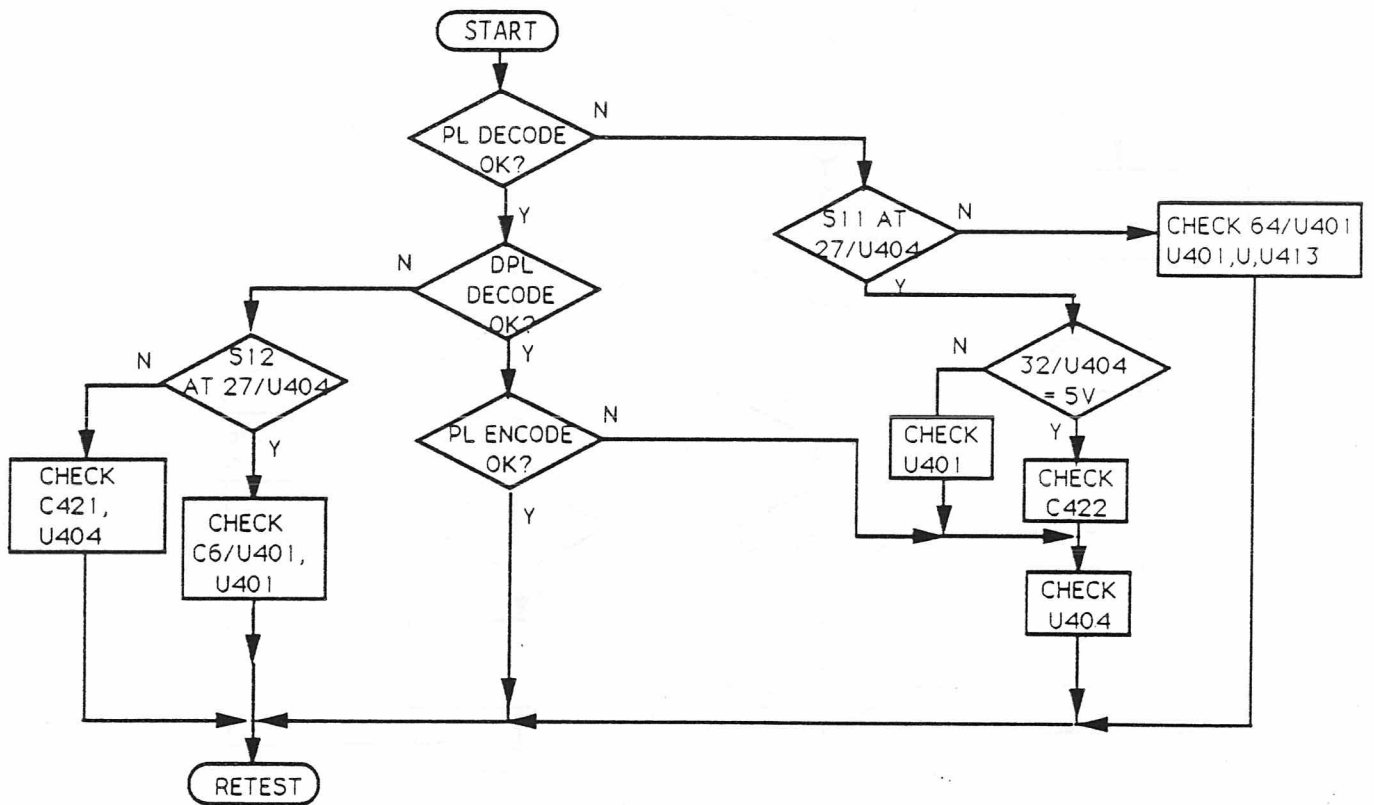 START
N
PL DECODE
OK?
Y
S11 AT
27/U404
N
CHECK 64/U401
U401,U,U413
Y
N
DPL
DECODE
OK?
Y
N
S12
AT 27/U404
Y
N
32/U404
= 5V
Y
PL ENCODE
OK?
N
Y
CHECK
U401
CHECK
C422
CHECK
C421,
U404
CHECK
C6/U401,
U401
CHECK
U404
RETEST